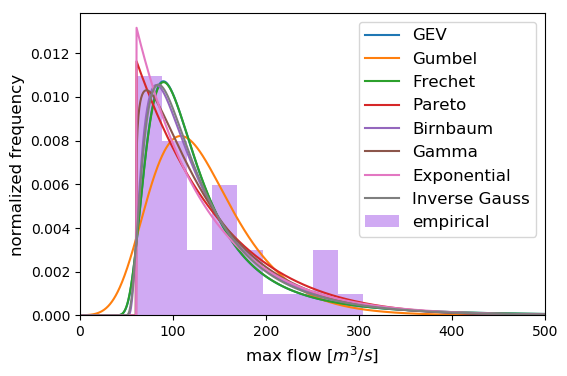 GEV
Gumbel
Frechet
Pareto
Birnbaum
Gamma
Exponential
Inverse Gauss
empirical
normalized frequency
0.012
0.010
0.008
0.006
0.004
0.002
0.000
0 100 200 300 400 500
max flow [$m^3/s$]